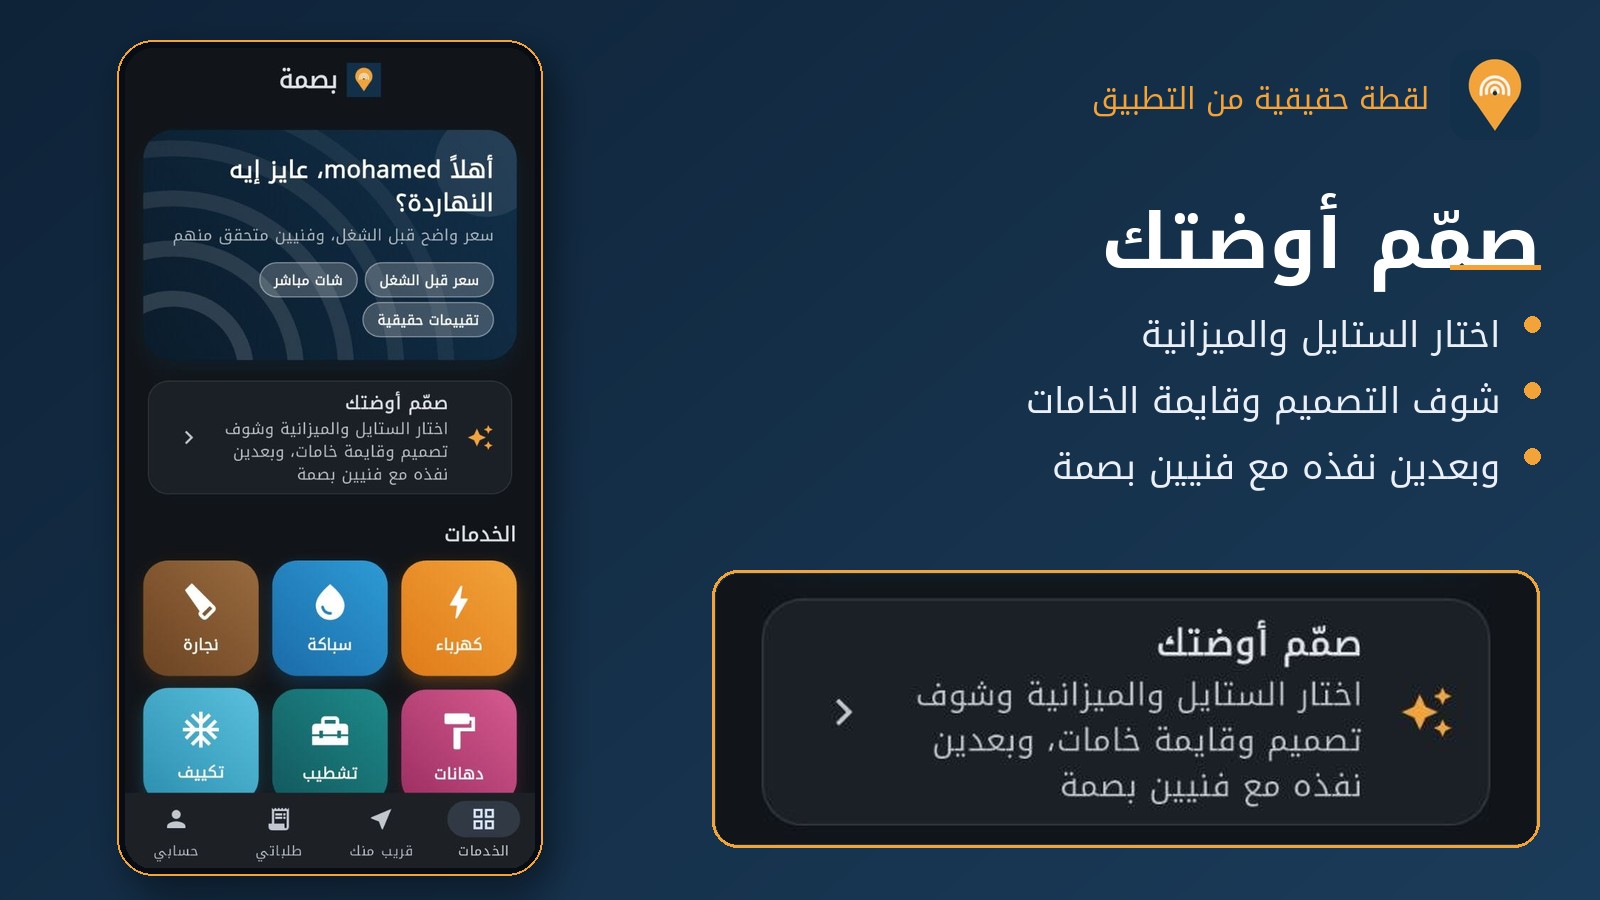 لقطة حقيقية من التطبيق
صمّم أوضتك
اختار الستايل والميزانية
شوف التصميم وقايمة الخامات
وبعدين نفذه مع فنيين بصمة
صمّم أوضتك
اختار الستايل والميزانية وشوف
تصميم وقايمة خامات، وبعدين
نفذه مع فنيين بصمة
بصمة
أهلاً mohamed، عايز إيه
النهاردة؟
سعر واضح قبل الشغل، وفنيين متحقق منهم
سعر قبل الشغل
شات مباشر
تقييمات حقيقية
صمّم أوضتك
اختار الستايل والميزانية وشوف
تصميم وقايمة خامات، وبعدين
نفذه مع فنيين بصمة
الخدمات
كهرباء
سباكة
نجارة
دهانات
تشطيب
تكييف
الخدمات
قريب منك
طلباتي
حسابي